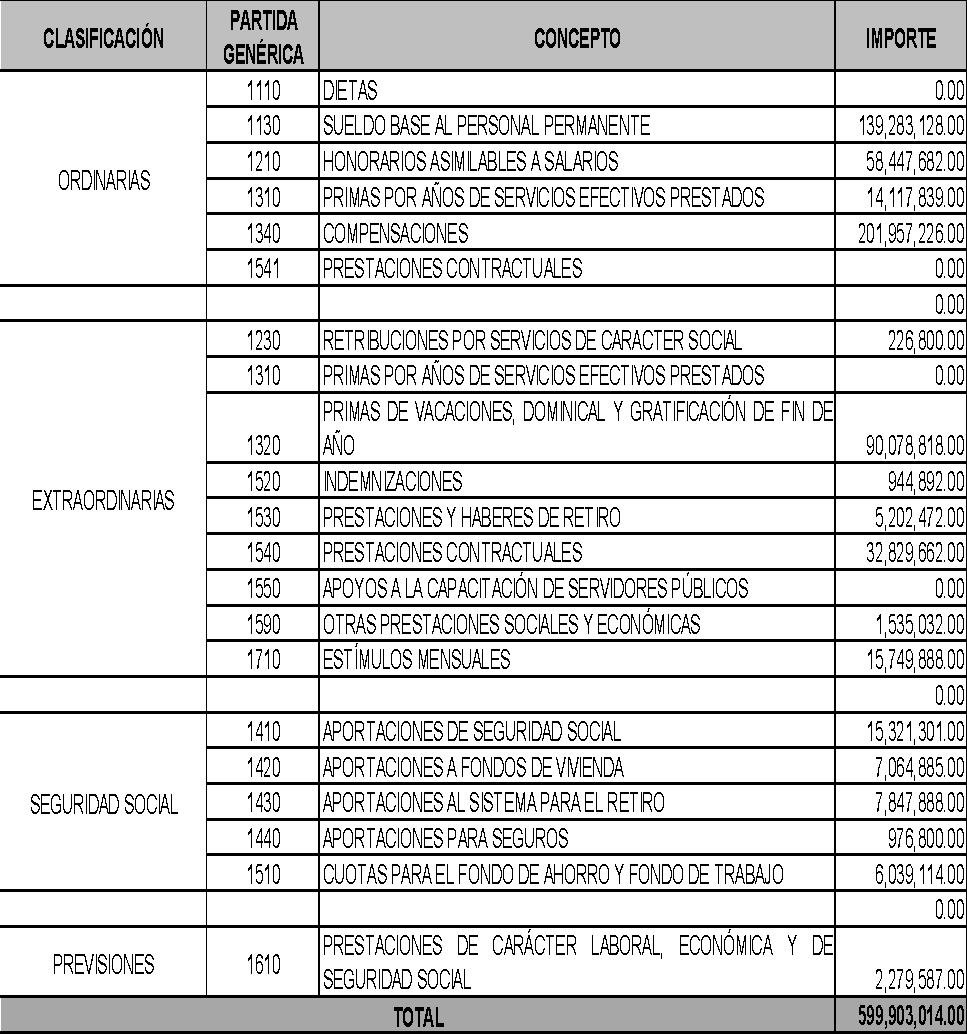 CLASIFICACIÓN PARTIDA GENÉRICA CONCEPTO IMPORTE
ORDINARIAS
1110 DIETAS 0.00
1130 SUELDO BASE AL PERSONAL PERMANENTE 139,283,128.00
1210 HONORARIOS ASIMILABLES A SALARIOS 58,447,682.00
1310 PRIMAS POR AÑOS DE SERVICIOS EFECTIVOS PRESTADOS 14,117,839.00
1340 COMPENSACIONES 201,957,226.00
1541 PRESTACIONES CONTRACTUALES 0.00
0.00
EXTRAORDINARIAS
1230 RETRIBUCIONES POR SERVICIOS DE CARACTER SOCIAL 226,800.00
1310 PRIMAS POR AÑOS DE SERVICIOS EFECTIVOS PRESTADOS 0.00
PRIMAS DE VACACIONES, DOMINICAL Y GRATIFICACIÓN DE FIN DE
1320 AÑO 90,078,818.00
1520 INDEMNIZACIONES 944,892.00
1530 PRESTACIONES Y HABERES DE RETIRO 5,202,472.00
1540 PRESTACIONES CONTRACTUALES 32,829,662.00
1550 APOYOS A LA CAPACITACIÓN DE SERVIDORES PÚBLICOS 0.00
1590 OTRAS PRESTACIONES SOCIALES Y ECONÓMICAS 1,535,032.00
1710 ESTÍMULOS MENSUALES 15,749,888.00
0.00
SEGURIDAD SOCIAL
1410 APORTACIONES DE SEGURIDAD SOCIAL 15,321,301.00
1420 APORTACIONES A FONDOS DE VIVIENDA 7,064,885.00
1430 APORTACIONES AL SISTEMA PARA EL RETIRO 7,847,888.00
1440 APORTACIONES PARA SEGUROS 976,800.00
1510 CUOTAS PARA EL FONDO DE AHORRO Y FONDO DE TRABAJO 6,039,114.00
0.00
PREVISIONES 1610
PRESTACIONES DE CARÁCTER LABORAL, ECONÓMICA Y DE
SEGURIDAD SOCIAL 2,279,587.00
TOTAL 599,903,014.00